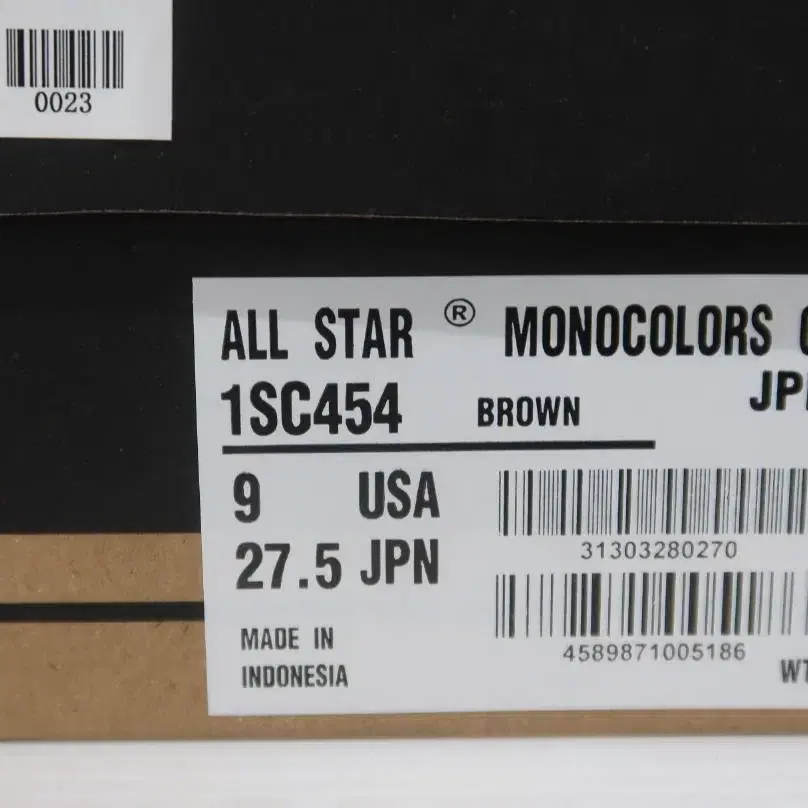 0023
ALL STAR ® MONOCOLORS
1SC454 BROWN
9 USA
27.5 JPN
31303280270
4589871005186
MADE IN
INDONESIA